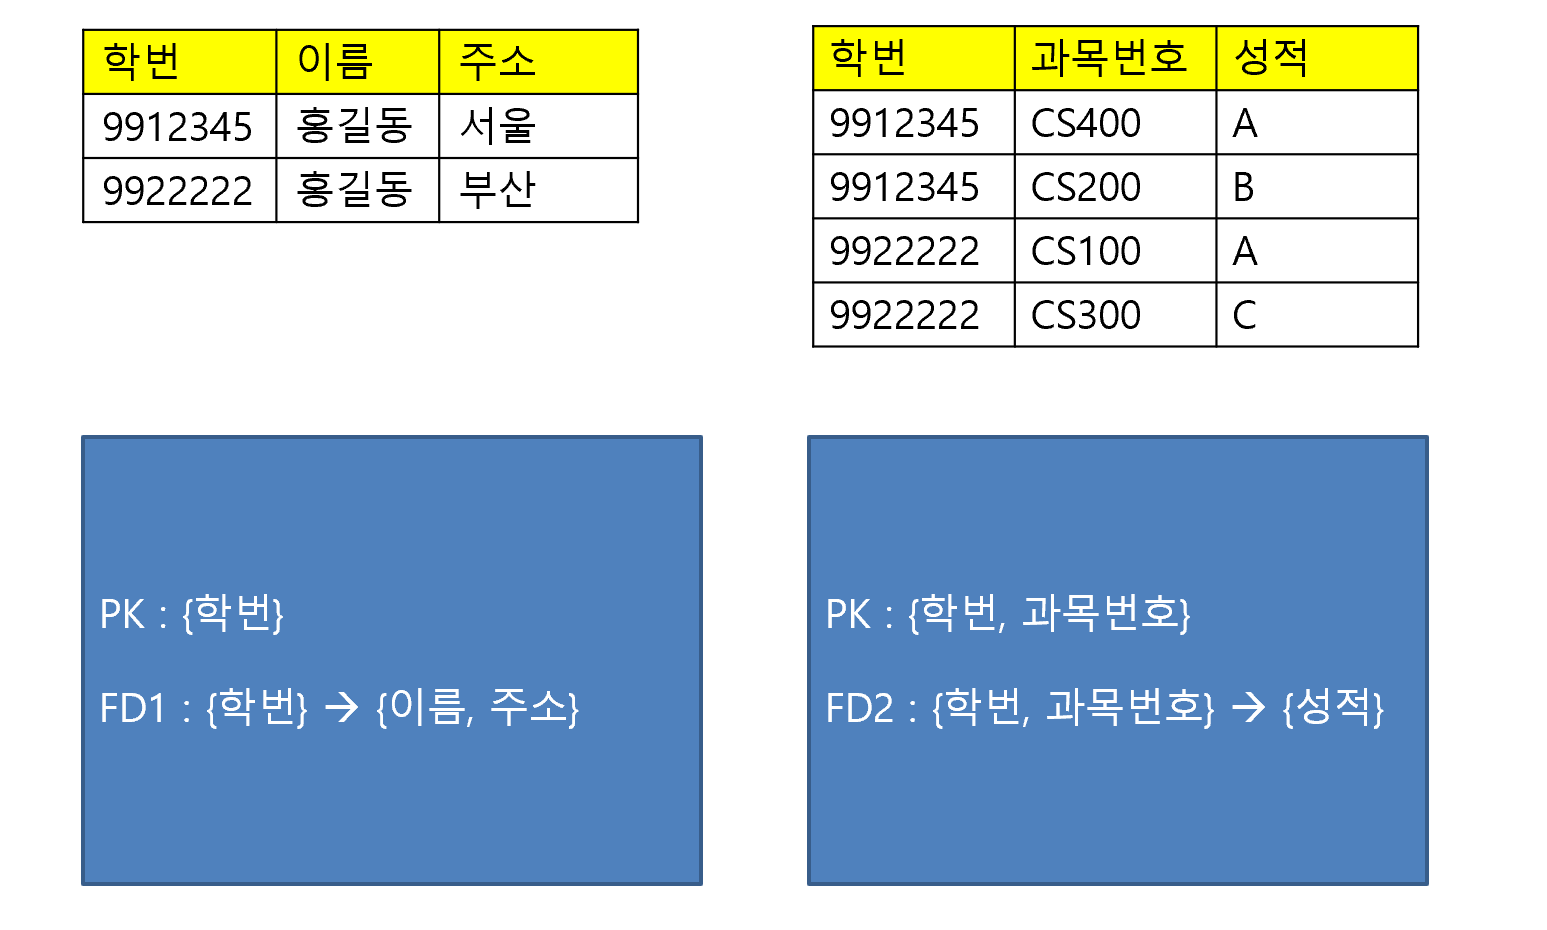 학번 이름 주소
9912345 홍길동 서울
9922222 홍길동 부산
학번 과목번호 성적
9912345 CS400 A
9912345 CS200 B
9922222 CS100 A
9922222 CS300 C
PK : {학번}
FD1 : {학번} → {이름, 주소}
PK : {학번, 과목번호}
FD2 : {학번, 과목번호} → {성적}